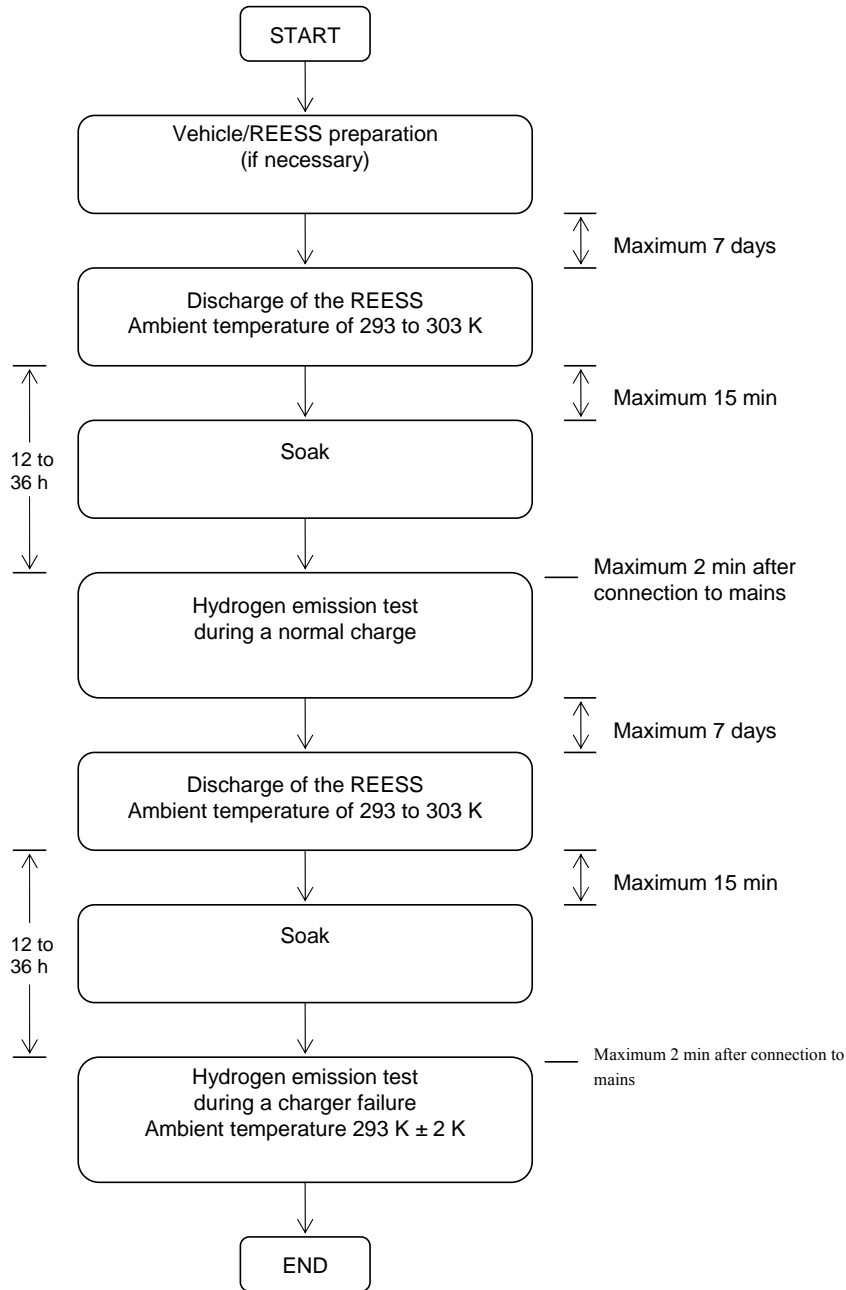 START
Vehicle/REESS preparation
(if necessary)
Maximum 7 days
Discharge of the REESS
Ambient temperature of 293 to 303 K
Maximum 15 min
12 to
36 h
Soak
Maximum 2 min after
connection to mains
Hydrogen emission test
during a normal charge
Maximum 7 days
Discharge of the REESS
Ambient temperature of 293 to 303 K
Maximum 15 min
12 to
36 h
Soak
Maximum 2 min after connection to
mains
Hydrogen emission test
during a charger failure
Ambient temperature 293 K ± 2 K
END